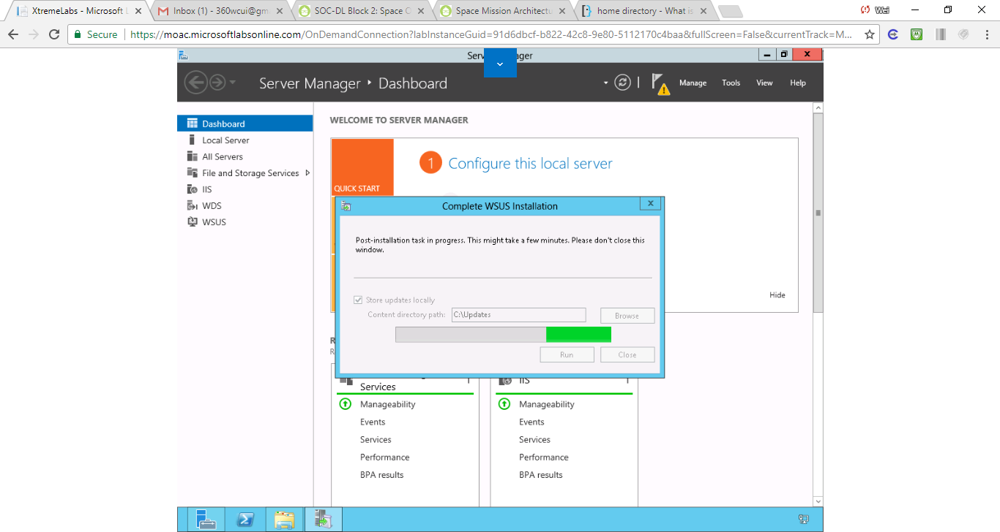 XtremeLabs - Microsoft L
Inbox (1) - 360wcui@gm
SOC-DL Block 2: Space O
Space Mission Architectu
home directory - What is
Wei
Secure
https://moac.microsoftlabsonline.com/OnDemandConnection?labInstanceGuid=91d6dbcf-b822-42c8-9e80-5112170c4baa&fullScreen=False&currentTrack=M...
Server Manager ‣ Dashboard
Manage
Tools
View
Help
Dashboard
Local Server
All Servers
File and Storage Services
IIS
WDS
WSUS
WELCOME TO SERVER MANAGER
1
Configure this local server
QUICK START
Hide
Complete WSUS Installation
Post-installation task in progress. This might take a few minutes. Please don't close this
window.
Store updates locally
Content directory path:
C:\Updates
Browse
Run
Close
Services
1
Manageability
Events
Services
Performance
BPA results
IIS
1
Manageability
Events
Services
Performance
BPA results